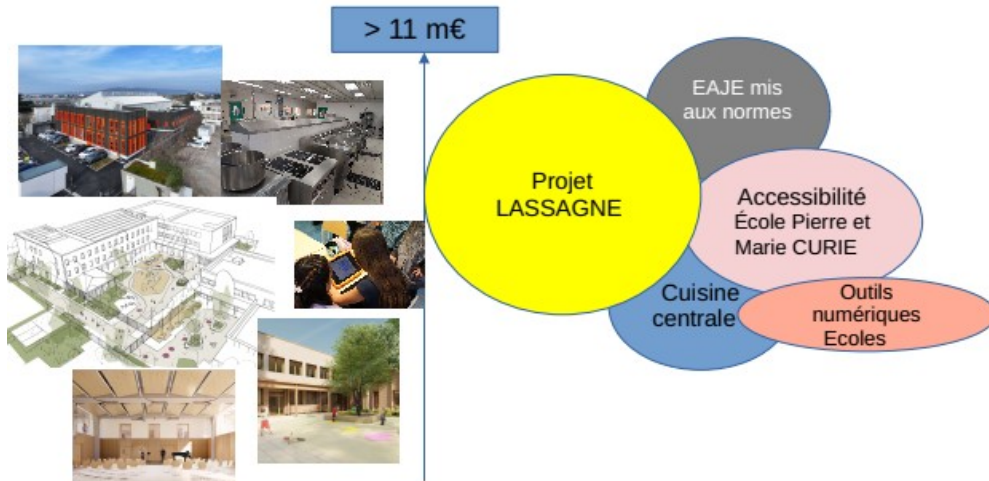 > 11 m€
EAJE mis
aux normes
Projet
LASSAGNE
Accessibilité
École Pierre et
Marie CURIE
Cuisine
centrale
Outils
numériques
Ecoles